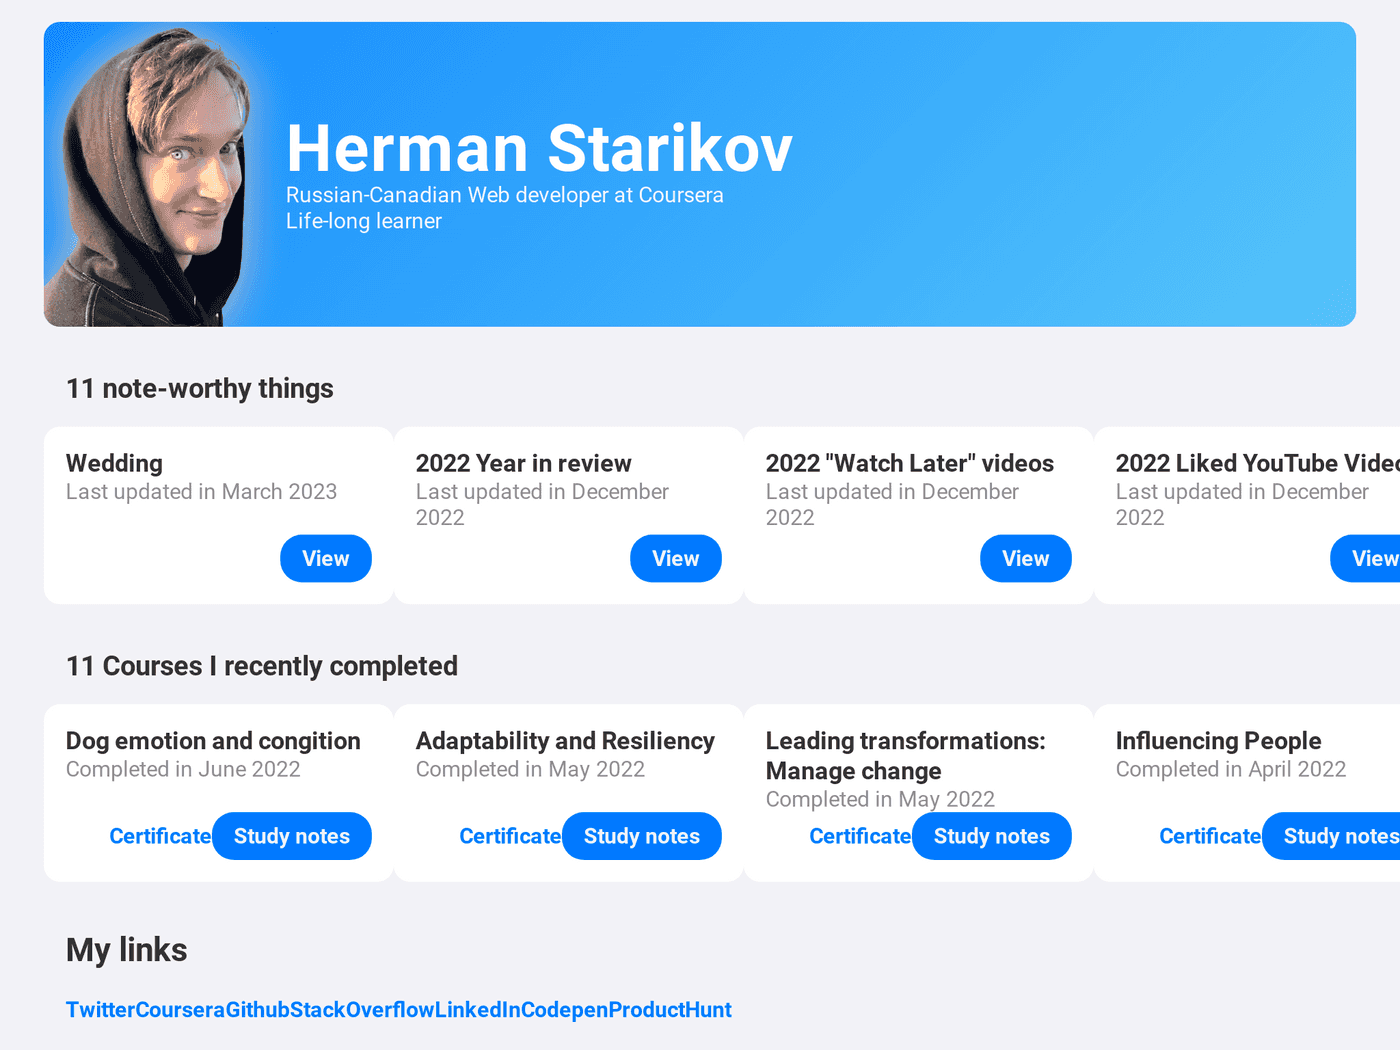 Herman Starikov
Russian-Canadian Web developer at Coursera
Life-long learner
11 note-worthy things
Wedding
Last updated in March 2023
View
2022 Year in review
Last updated in December
2022
View
2022 "Watch Later" videos
Last updated in December
2022
View
2022 Liked YouTube Video
Last updated in December
2022
View
11 Courses I recently completed
Dog emotion and congition
Completed in June 2022
Certificate Study notes
Adaptability and Resiliency
Completed in May 2022
Certificate Study notes
Leading transformations:
Manage change
Completed in May 2022
Certificate Study notes
Influencing People
Completed in April 2022
Certificate Study notes
My links
TwitterCourseraGithubStackOverflowLinkedInCodepenProductHunt